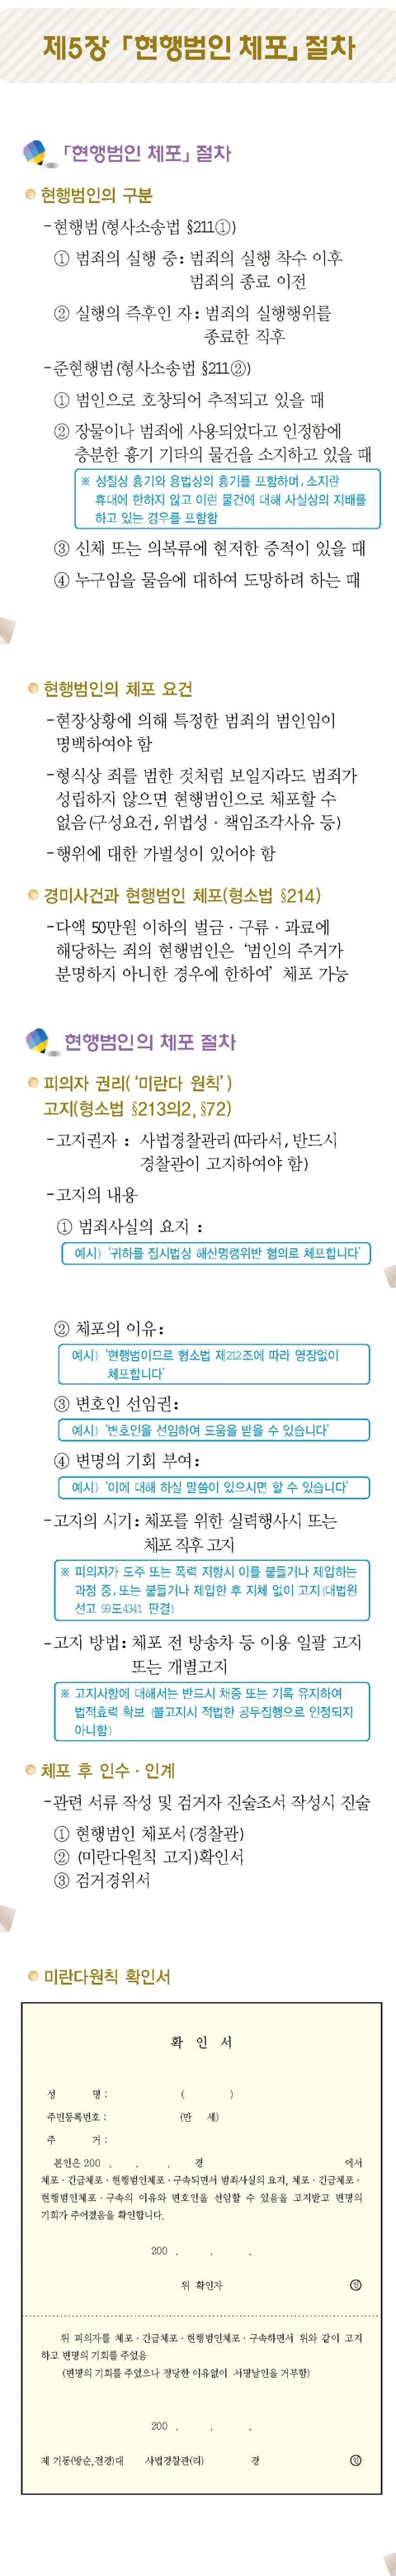 제5장 「현행범인 체포」 절차
「현행범인 체포」 절차
현행범인의 구분
-현행범(형사소송법 §211①)
① 범죄의 실행 중: 범죄의 실행 착수 이후
범죄의 종료 이전
② 실행의 즉후인 자: 범죄의 실행행위를
종료한 직후
-준현행범(형사소송법 §211②)
① 범인으로 호창되어 추적되고 있을 때
② 장물이나 범죄에 사용되었다고 인정함에
충분한 흉기 기타의 물건을 소지하고 있을 때
※ 성질상 흉기와 용법상의 흉기를 포함하며, 소지란
휴대에 한하지 않고 이런 물건에 대해 사실상의 지배를
하고 있는 경우를 포함함
③ 신체 또는 의복류에 현저한 증적이 있을 때
④ 누구임을 물음에 대하여 도망하려 하는 때
현행범인의 체포 요건
-현장상황에 의해 특정한 범죄의 범인임이
명백하여야 함
-형식상 죄를 범한 것처럼 보일지라도 범죄가
성립하지 않으면 현행범인으로 체포할 수
없음(구성요건, 위법성·책임조각사유 등)
-행위에 대한 가벌성이 있어야 함
경미사건과 현행범인 체포(형소법 §214)
-다액 50만원 이하의 벌금·구류·과료에
해당하는 죄의 현행범인은 ‘범인의 주거가
분명하지 아니한 경우에 한하여’ 체포 가능
현행범인의 체포 절차
피의자 권리(‘미란다 원칙’)
고지(형소법 §213의2, §72)
-고지권자 : 사법경찰관리(따라서, 반드시
경찰관이 고지하여야 함)
-고지의 내용
① 범죄사실의 요지 :
예시) ‘귀하를 집시법상 해산명령위반 혐의로 체포합니다’
② 체포의 이유:
예시) ‘현행범이므로 형소법 제212조에 따라 영장없이
체포합니다’
③ 변호인 선임권:
예시) ‘변호인을 선임하여 도움을 받을 수 있습니다’
④ 변명의 기회 부여:
예시) ‘이에 대해 하실 말씀이 있으시면 할 수 있습니다’
-고지의 시기: 체포를 위한 실력행사시 또는
체포 직후 고지
※ 피의자가 도주 또는 폭력 저항시 이를 붙들거나 제압하는
과정 중, 또는 붙들거나 제압한 후 지체 없이 고지(대법원
선고 99도4341 판결)
-고지 방법: 체포 전 방송차 등 이용 일괄 고지
또는 개별고지
※ 고지사항에 대해서는 반드시 채증 또는 기록 유지하여
법적효력 확보 (불고지시 적법한 공무집행으로 인정되지
아니함)
체포 후 인수·인계
-관련 서류 작성 및 검거자 진술조서 작성시 진술
① 현행범인 체포서(경찰관)
② (미란다원칙 고지)확인서
③ 검거경위서
미란다원칙 확인서
확 인 서
성 명 : ( )
주민등록번호 : (만 세)
주 거 :
본인은 200 . . . 경 에서
체포·긴급체포·현행범인체포·구속되면서 범죄사실의 요지, 체포·긴급체포·
현행범인체포·구속의 이유와 변호인을 선임할 수 있음을 고지받고 변명의
기회가 주어졌음을 확인합니다.
200 . . .
위 확인자 ㊞
위 피의자를 체포·긴급체포·현행범인체포·구속하면서 위와 같이 고지
하고 변명의 기회를 주었음
(변명의 기회를 주었으나 정당한 이유없이 서명날인을 거부함)
200 . . .
제 기동(방순,전경)대 사법경찰관(리) 경 ㊞